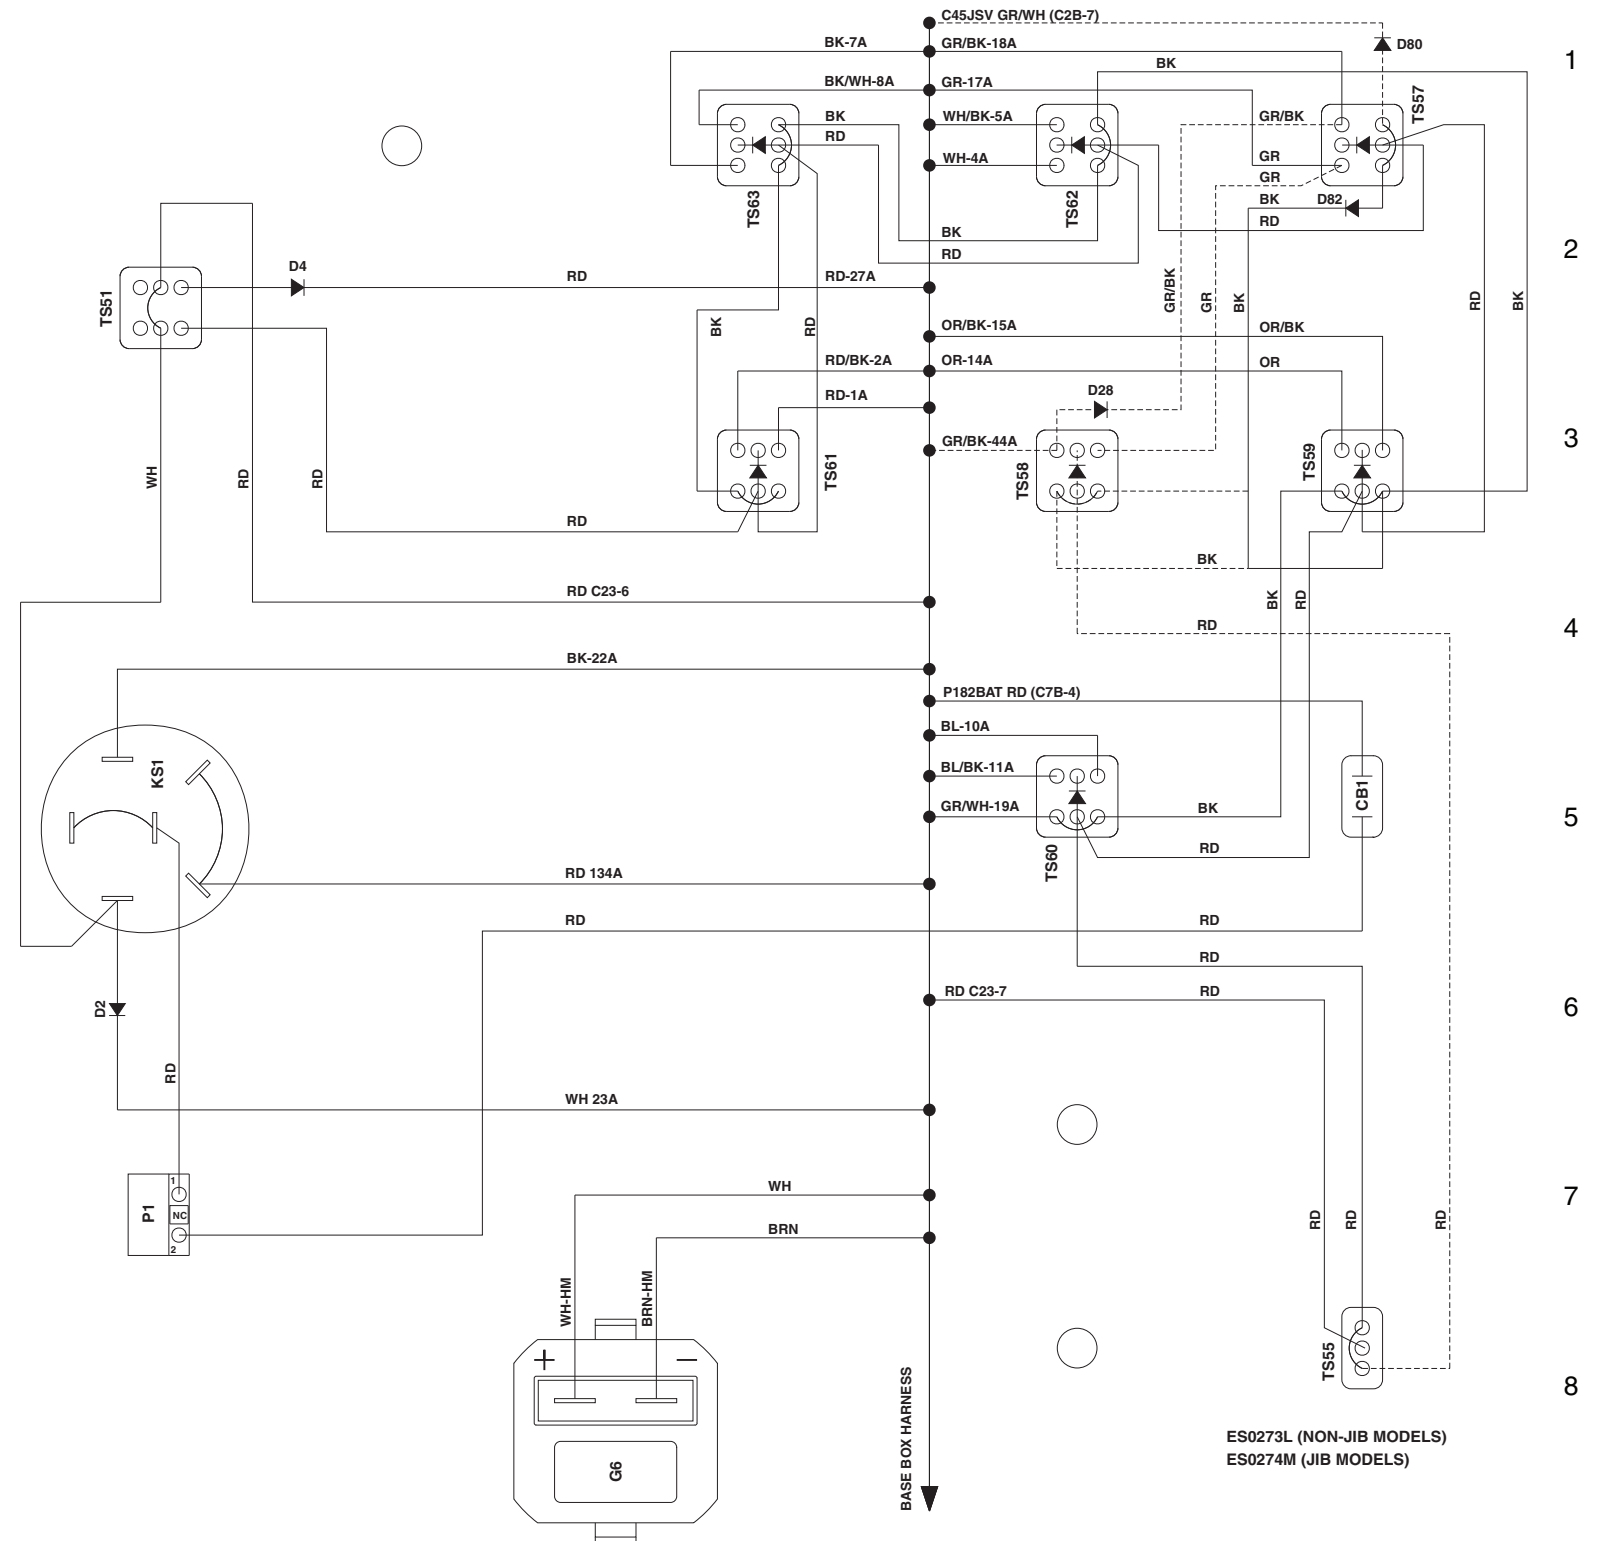 C45JSV GR/WH (C2B-7)
BK-7A
GR/BK-18A
D80
1
BK
BK/WH-8A
GR-17A
TS57
BK
WH/BK-5A
GR/BK
RD
WH-4A
GR
GR
TS63
TS62
BK
D82
RD
BK
2
RD
D4
RD
RD-27A
TS51
GR/BK
GR
BK
RD
BK
BK
RD
OR/BK-15A
OR/BK
RD/BK-2A
OR-14A
OR
RD-1A
D28
GR/BK-44A
3
TS61
TS58
TS59
WH
RD
RD
RD
BK
RD C23-6
BK
RD
RD
4
BK-22A
P182BAT RD (C7B-4)
BL-10A
KS1
BL/BK-11A
CB1
GR/WH-19A
BK
5
TS60
RD
RD 134A
RD
RD
RD
RD C23-7
RD
6
D2
RD
WH 23A
P1
1
NC
2
WH
7
BRN
RD
RD
RD
WH-HM
BRN-HM
+
−
TS55
8
BASE BOX HARNESS
G6
ES0273L (NON-JIB MODELS)
ES0274M (JIB MODELS)